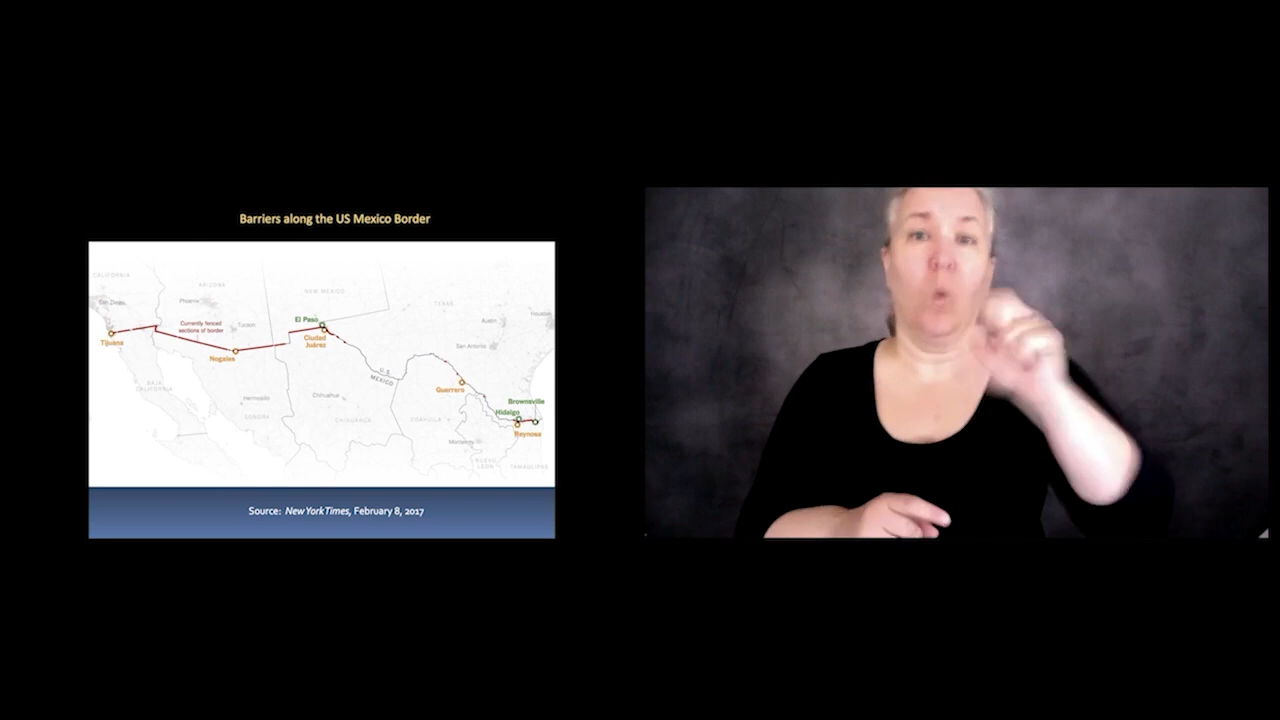 Barriers along the US Mexico Border
CALIFORNIA
ARIZONA
NEW MEXICO
TEXAS
San Diego
Phoenix
Houston
Currently fenced
sections of border
Tucson
El Paso
Austin
Tijuana
Nogales
Ciudad
Juárez
San Antonio
U.S.
MEXICO
BAJA
CALIFORNIA
Guerrero
Hermosillo
Chihuahua
Brownsville
Hidalgo
SONORA
CHIHUAHUA
COAHUILA
Reynosa
Monterrey
NUEVO
LEON
TAMAULIPAS
Source: New York Times, February 8, 2017